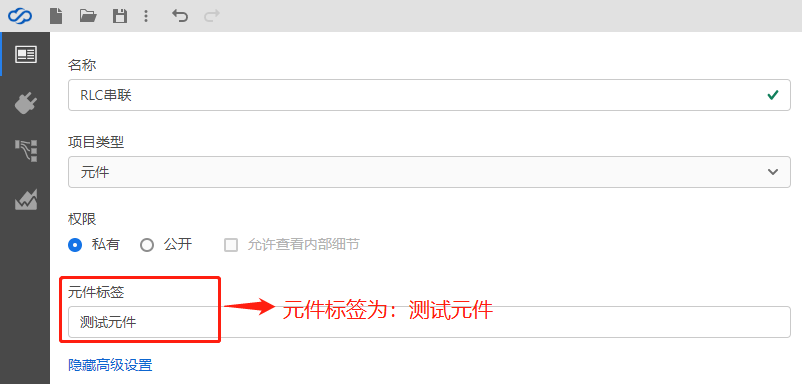 名称
RLC串联
项目类型
元件
权限
私有 公开 允许查看内部细节
元件标签
测试元件
元件标签为：测试元件
隐藏高级设置